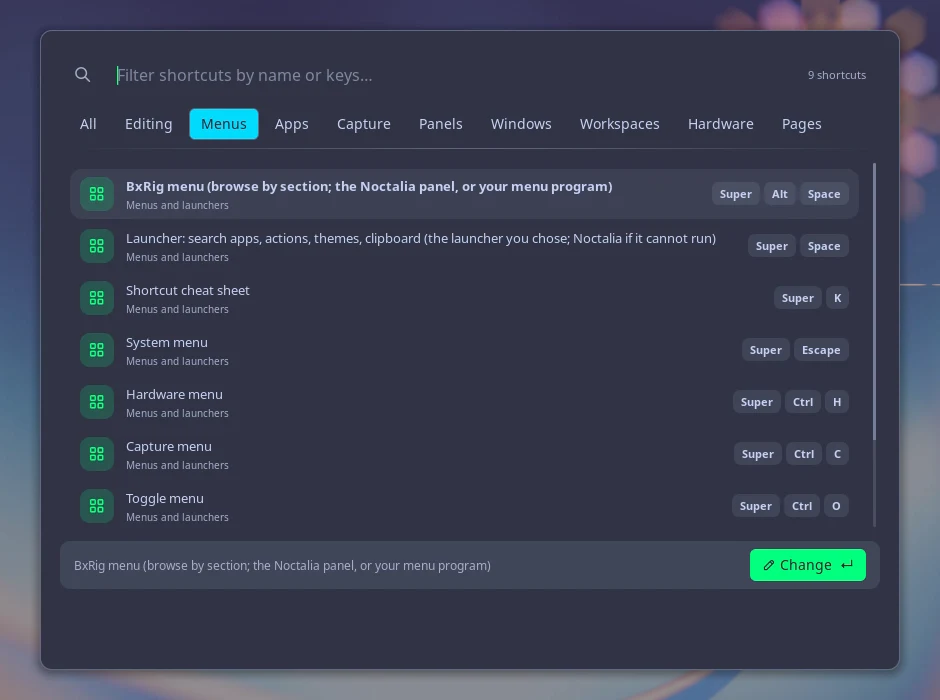 Filter shortcuts by name or keys...
9 shortcuts
All Editing Menus Apps Capture Panels Windows Workspaces Hardware Pages
BxRig menu (browse by section; the Noctalia panel, or your menu program)
Menus and launchers
Super Alt Space
Launcher: search apps, actions, themes, clipboard (the launcher you chose; Noctalia if it cannot run)
Menus and launchers
Super Space
Shortcut cheat sheet
Menus and launchers
Super K
System menu
Menus and launchers
Super Escape
Hardware menu
Menus and launchers
Super Ctrl H
Capture menu
Menus and launchers
Super Ctrl C
Toggle menu
Menus and launchers
Super Ctrl O
BxRig menu (browse by section; the Noctalia panel, or your menu program)
Change